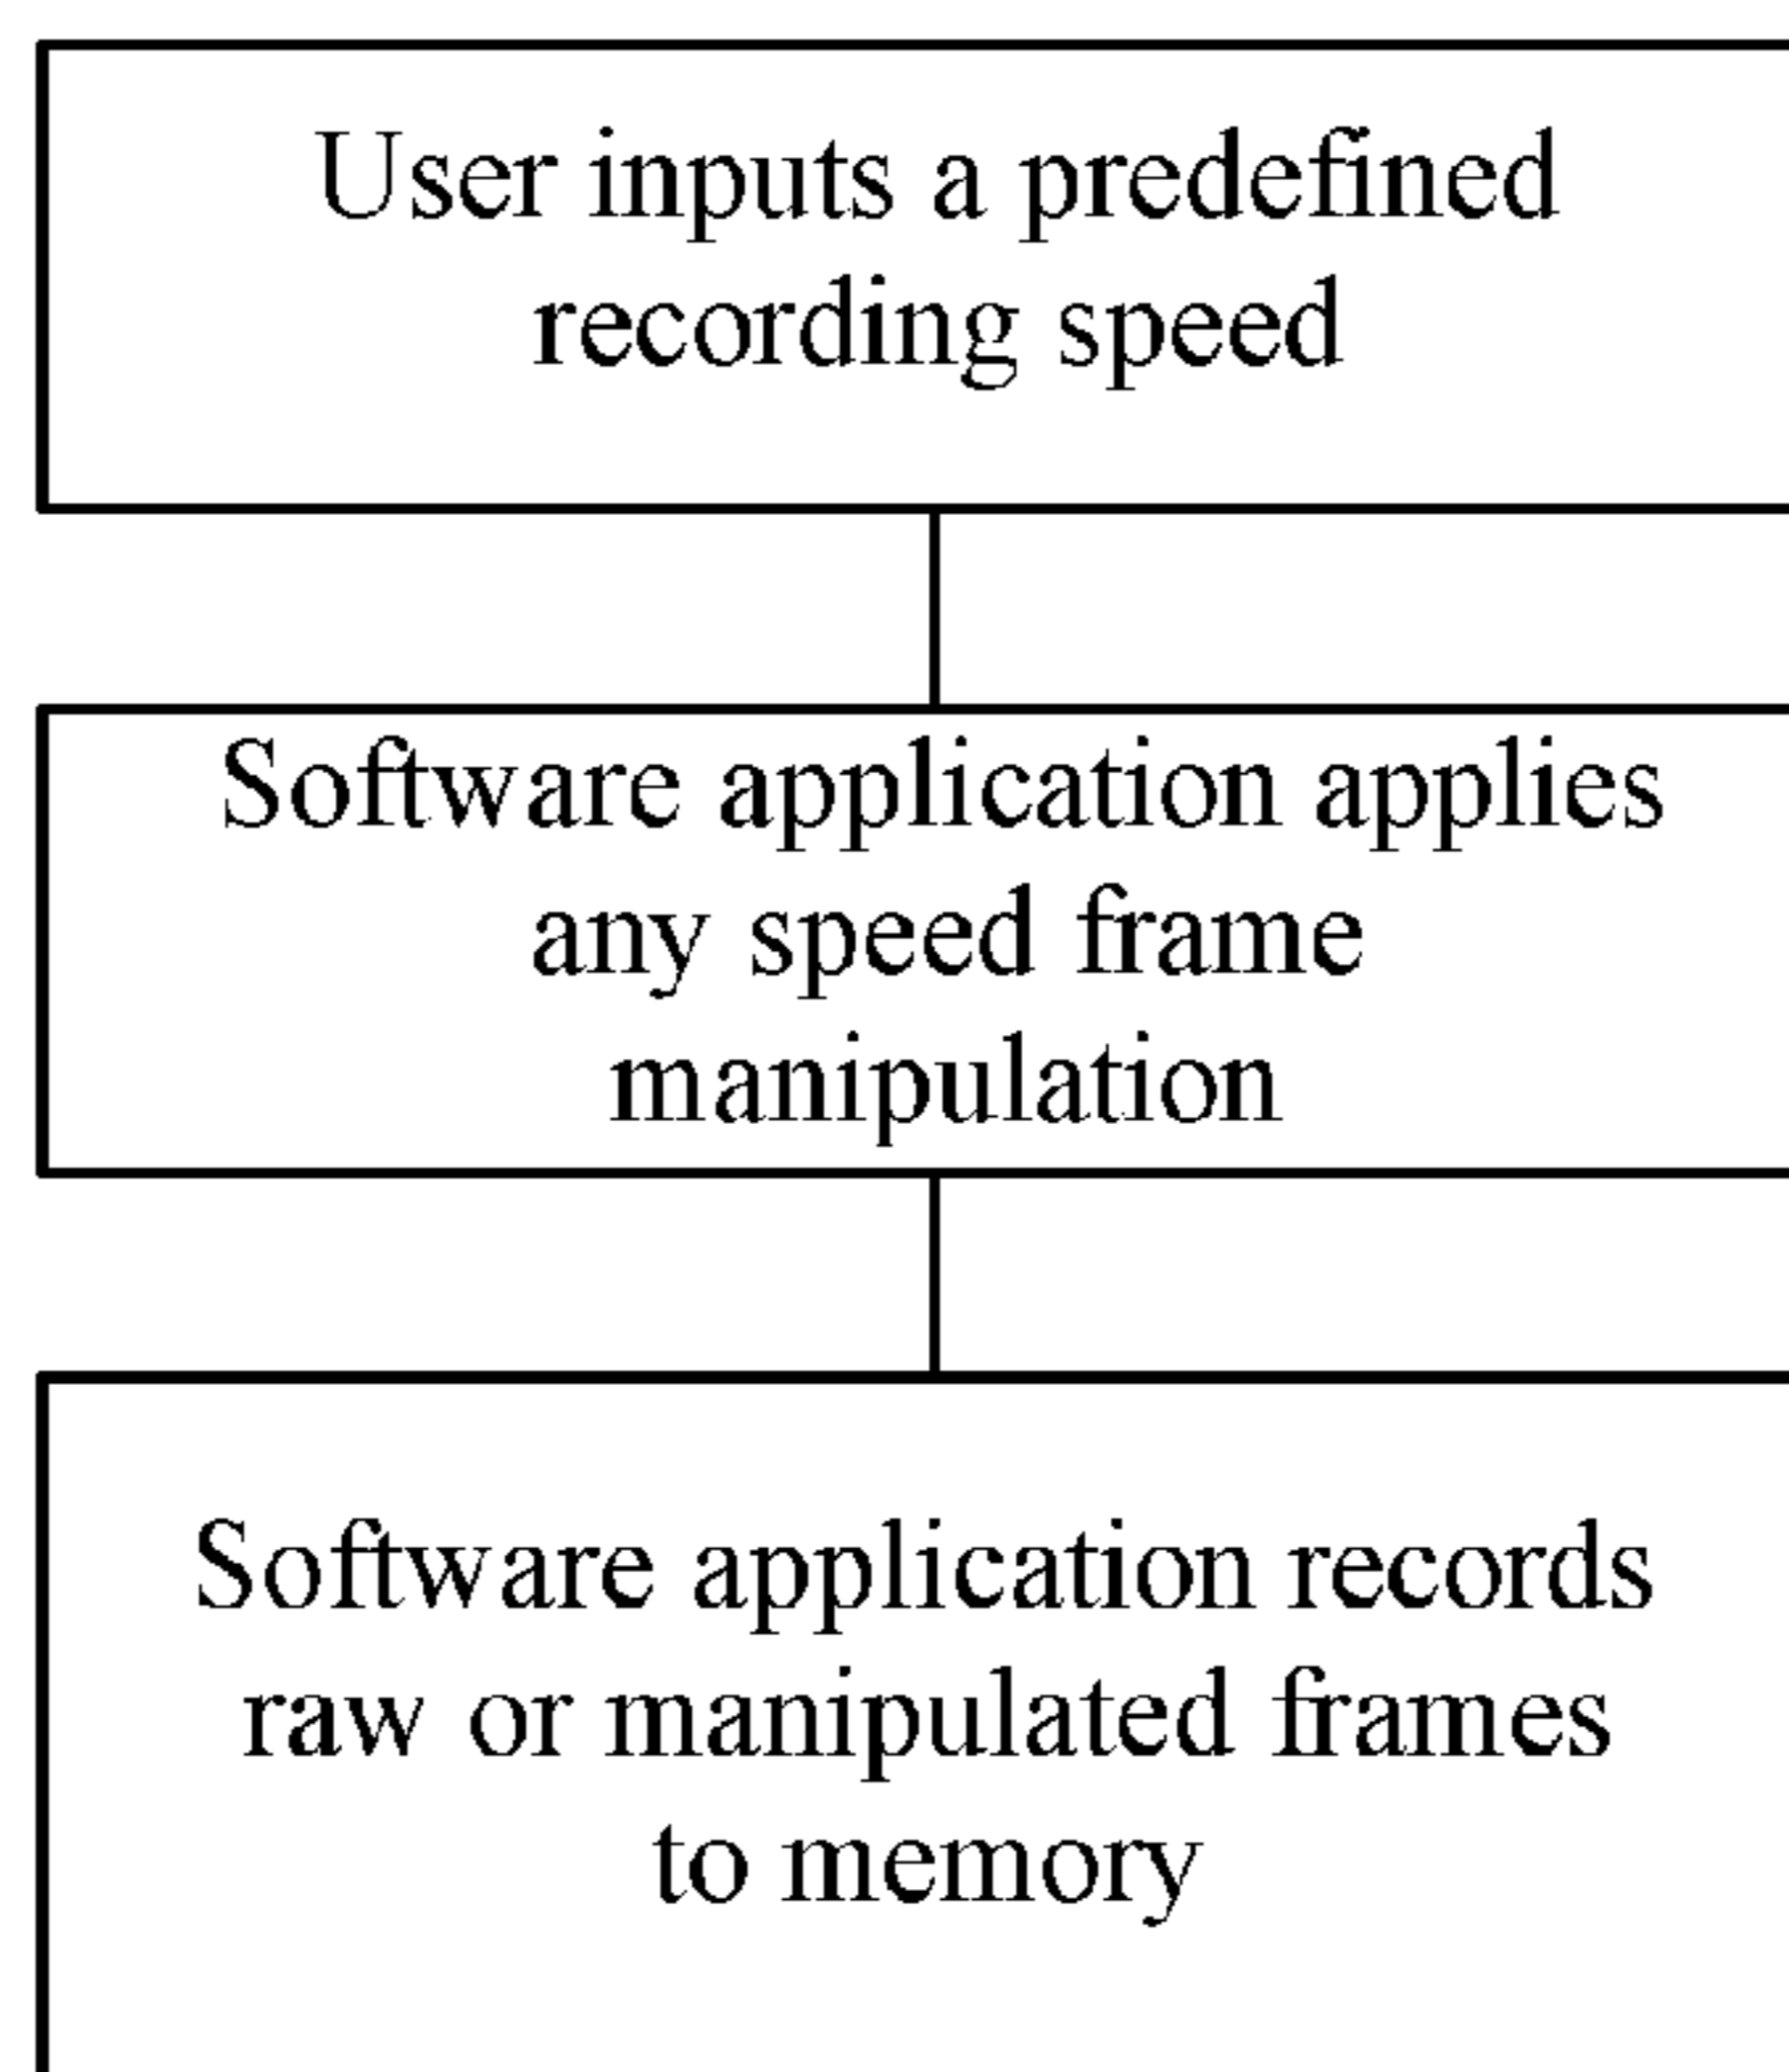 User inputs a predefined
recording speed
Software application applies
any speed frame
manipulation
Software application records
raw or manipulated frames
to memory